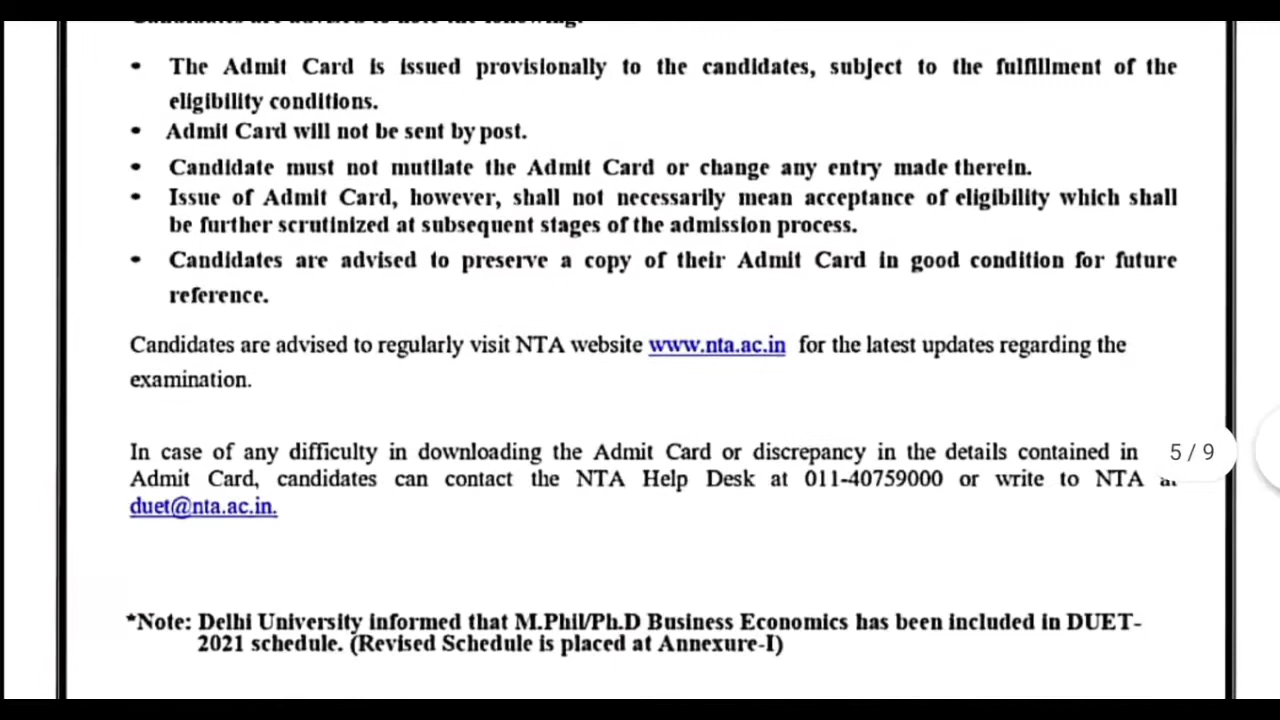 Candidates are advised to note the following:
• The Admit Card is issued provisionally to the candidates, subject to the fulfillment of the
eligibility conditions.
• Admit Card will not be sent by post.
• Candidate must not mutilate the Admit Card or change any entry made therein.
• Issue of Admit Card, however, shall not necessarily mean acceptance of eligibility which shall
be further scrutinized at subsequent stages of the admission process.
• Candidates are advised to preserve a copy of their Admit Card in good condition for future
reference.
Candidates are advised to regularly visit NTA website www.nta.ac.in for the latest updates regarding the
examination.
In case of any difficulty in downloading the Admit Card or discrepancy in the details contained in
Admit Card, candidates can contact the NTA Help Desk at 011-40759000 or write to NTA at
duet@nta.ac.in.
5 / 9
*Note: Delhi University informed that M.Phil/Ph.D Business Economics has been included in DUET-
2021 schedule. (Revised Schedule is placed at Annexure-I)